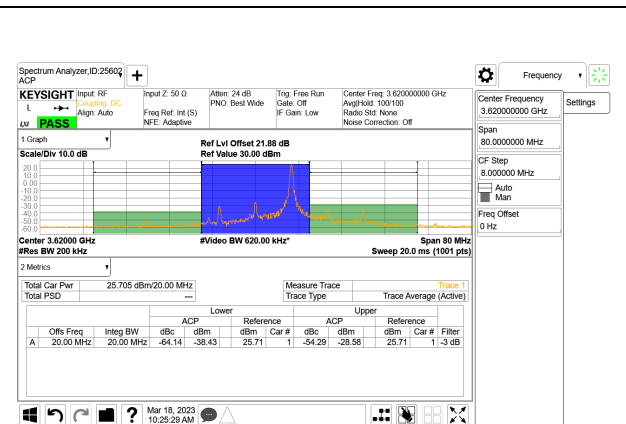 Spectrum Analyzer,ID:25602
ACP
Frequency
KEYSIGHT
Input: RF
Coupling: DC
Align: Auto
Input Z: 50 Ω
Freq Ref: Int (S)
NFE: Adaptive
Atten: 24 dB
PNO: Best Wide
Trig: Free Run
Gate: Off
IF Gain: Low
Center Freq: 3.620000000 GHz
Avg|Hold: 100/100
Radio Std: None
Noise Correction: Off
L
LXI
PASS
Center Frequency
3.620000000 GHz
Settings
Span
80.0000000 MHz
CF Step
8.000000 MHz
Auto
Man
Freq Offset
0 Hz
1 Graph
Scale/Div 10.0 dB
Ref Lvl Offset 21.88 dB
Ref Value 30.00 dBm
20.0
10.0
0.00
-10.0
-20.0
-30.0
-40.0
-50.0
-60.0
Center 3.62000 GHz #Video BW 620.00 kHz* Span 80 MHz
#Res BW 200 kHz Sweep 20.0 ms (1001 pts)
2 Metrics
Total Car Pwr 25.705 dBm/20.00 MHz Measure Trace Trace 1
Total PSD --- Trace Type Trace Average (Active)
Lower Upper
ACP Reference ACP Reference
Offs Freq Integ BW dBc dBm dBm Car # dBc dBm dBm Car # Filter
A 20.00 MHz 20.00 MHz -64.14 -38.43 25.71 1 -54.29 -28.58 25.71 1 -3 dB
?
Mar 18, 2023
10:25:29 AM